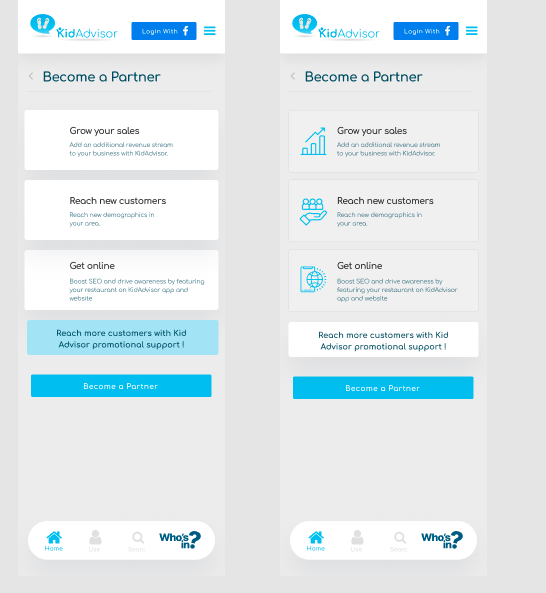 KidAdvisor
Login With
Become a Partner
Grow your sales
Add an additional revenue stream
to your business with KidAdvisor.
Reach new customers
Reach new demographics in
your area.
Get online
Boost SEO and drive awareness by featuring
your restaurant on KidAdvisor app and
website
Reach more customers with Kid
Advisor promotional support !
Become a Partner
Home
Who's
in?
KidAdvisor
Login With
Become a Partner
Grow your sales
Add an additional revenue stream
to your business with KidAdvisor.
Reach new customers
Reach new demographics in
your area.
Get online
Boost SEO and drive awareness by
featuring your restaurant on KidAdvisor
app and website
Reach more customers with Kid
Advisor promotional support !
Become a Partner
Home
Who's
in?